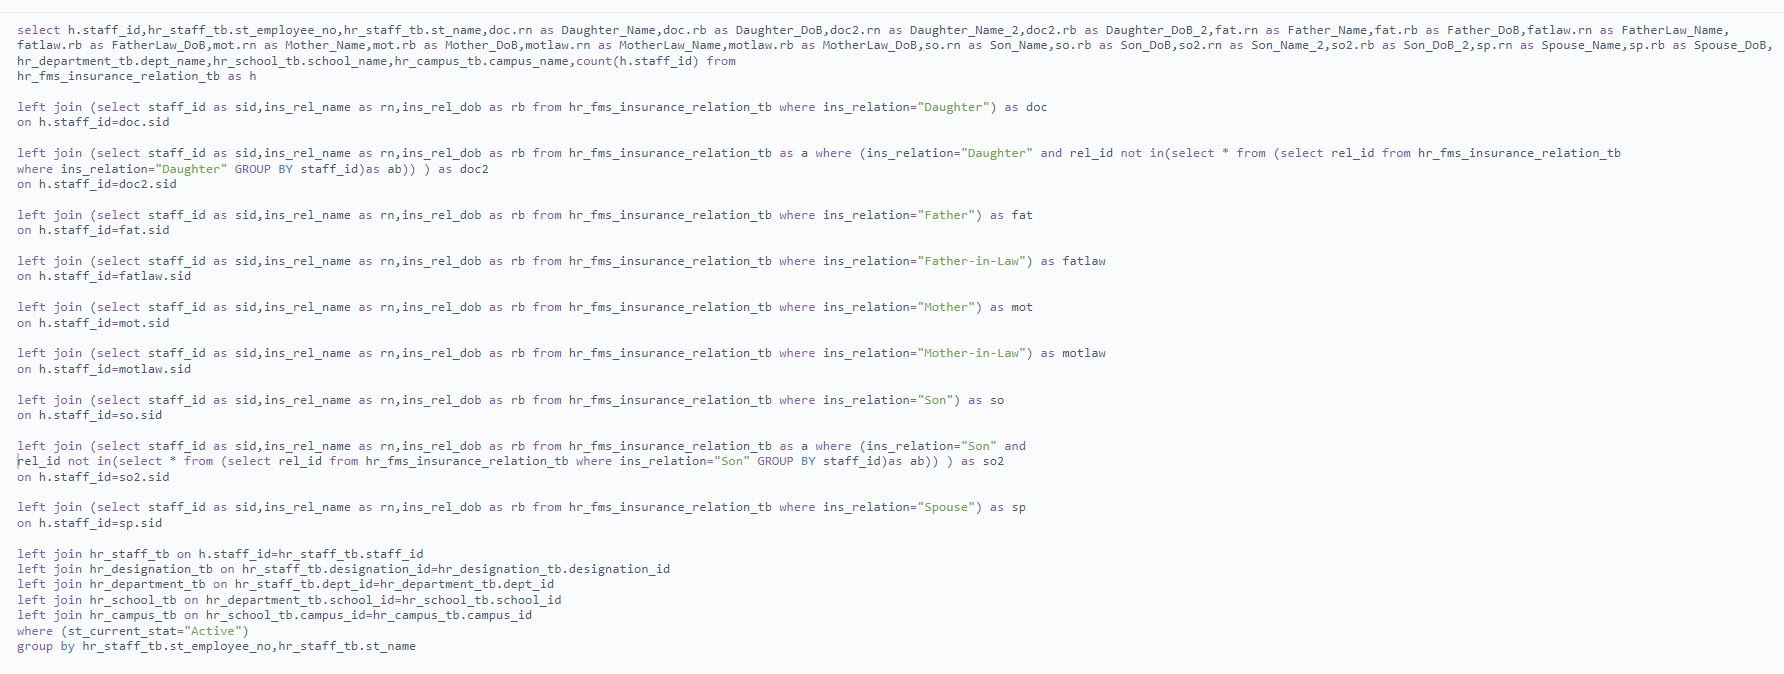 select h.staff_id,hr_staff_tb.st_employee_no,hr_staff_tb.st_name,doc.rn as Daughter_Name,doc.rb as Daughter_DoB,doc2.rn as Daughter_Name_2,doc2.rb as Daughter_DoB_2,fat.rn as Father_Name,fat.rb as Father_DoB,fatlaw.rn as FatherLaw_Name,
fatlaw.rb as FatherLaw_DoB,mot.rn as Mother_Name,mot.rb as Mother_DoB,motlaw.rn as MotherLaw_Name,motlaw.rb as MotherLaw_DoB,so.rn as Son_Name,so.rb as Son_DoB,so2.rn as Son_Name_2,so2.rb as Son_DoB_2,sp.rn as Spouse_Name,sp.rb as Spouse_DoB,
hr_department_tb.dept_name,hr_school_tb.school_name,hr_campus_tb.campus_name,count(h.staff_id) from
hr_fms_insurance_relation_tb as h
left join (select staff_id as sid,ins_rel_name as rn,ins_rel_dob as rb from hr_fms_insurance_relation_tb where ins_relation="Daughter") as doc
on h.staff_id=doc.sid
left join (select staff_id as sid,ins_rel_name as rn,ins_rel_dob as rb from hr_fms_insurance_relation_tb as a where (ins_relation="Daughter" and rel_id not in(select * from (select rel_id from hr_fms_insurance_relation_tb
where ins_relation="Daughter" GROUP BY staff_id)as ab)) ) as doc2
on h.staff_id=doc2.sid
left join (select staff_id as sid,ins_rel_name as rn,ins_rel_dob as rb from hr_fms_insurance_relation_tb where ins_relation="Father") as fat
on h.staff_id=fat.sid
left join (select staff_id as sid,ins_rel_name as rn,ins_rel_dob as rb from hr_fms_insurance_relation_tb where ins_relation="Father-in-Law") as fatlaw
on h.staff_id=fatlaw.sid
left join (select staff_id as sid,ins_rel_name as rn,ins_rel_dob as rb from hr_fms_insurance_relation_tb where ins_relation="Mother") as mot
on h.staff_id=mot.sid
left join (select staff_id as sid,ins_rel_name as rn,ins_rel_dob as rb from hr_fms_insurance_relation_tb where ins_relation="Mother-in-Law") as motlaw
on h.staff_id=motlaw.sid
left join (select staff_id as sid,ins_rel_name as rn,ins_rel_dob as rb from hr_fms_insurance_relation_tb where ins_relation="Son") as so
on h.staff_id=so.sid
left join (select staff_id as sid,ins_rel_name as rn,ins_rel_dob as rb from hr_fms_insurance_relation_tb as a where (ins_relation="Son" and
rel_id not in(select * from (select rel_id from hr_fms_insurance_relation_tb where ins_relation="Son" GROUP BY staff_id)as ab)) ) as so2
on h.staff_id=so2.sid
left join (select staff_id as sid,ins_rel_name as rn,ins_rel_dob as rb from hr_fms_insurance_relation_tb where ins_relation="Spouse") as sp
on h.staff_id=sp.sid
left join hr_staff_tb on h.staff_id=hr_staff_tb.staff_id
left join hr_designation_tb on hr_staff_tb.designation_id=hr_designation_tb.designation_id
left join hr_department_tb on hr_staff_tb.dept_id=hr_department_tb.dept_id
left join hr_school_tb on hr_department_tb.school_id=hr_school_tb.school_id
left join hr_campus_tb on hr_school_tb.campus_id=hr_campus_tb.campus_id
where (st_current_stat="Active")
group by hr_staff_tb.st_employee_no,hr_staff_tb.st_name